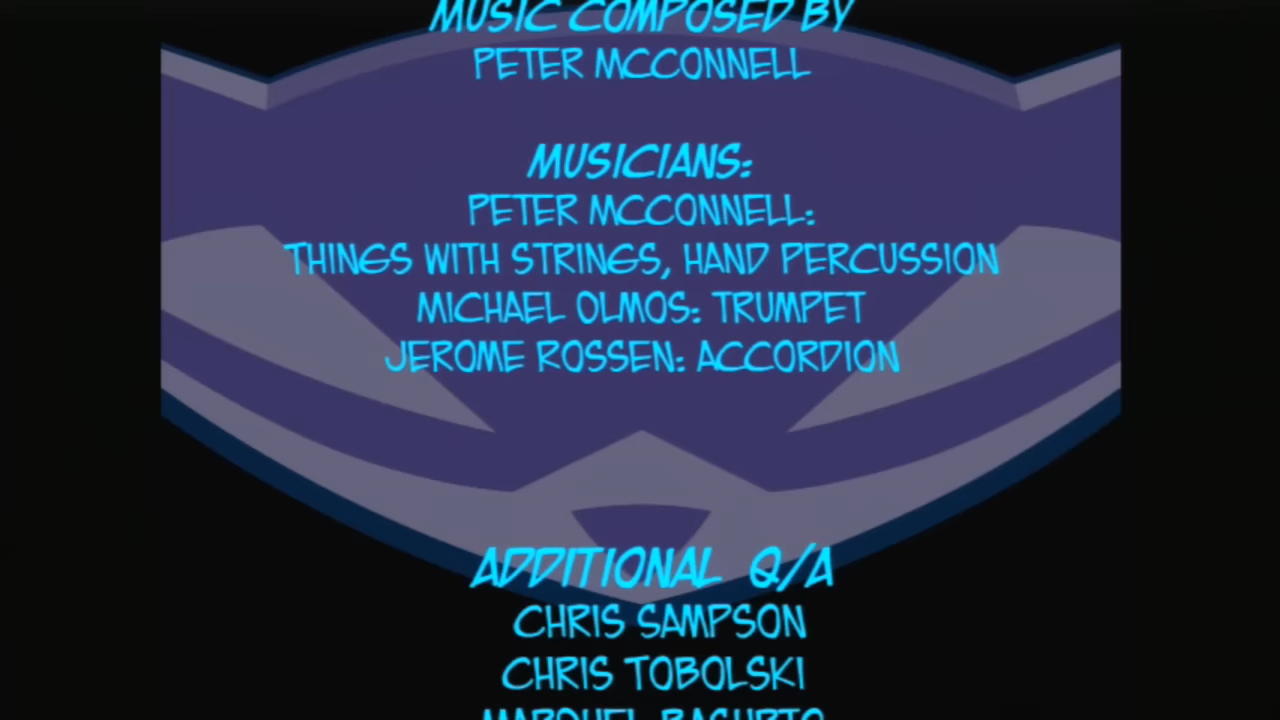 MUSIC COMPOSED BY
PETER MCCONNELL
MUSICIANS:
PETER MCCONNELL:
THINGS WITH STRINGS, HAND PERCUSSION
MICHAEL OLMOS: TRUMPET
JEROME ROSSEN: ACCORDION
ADDITIONAL Q/A
CHRIS SAMPSON
CHRIS TOBOLSKI